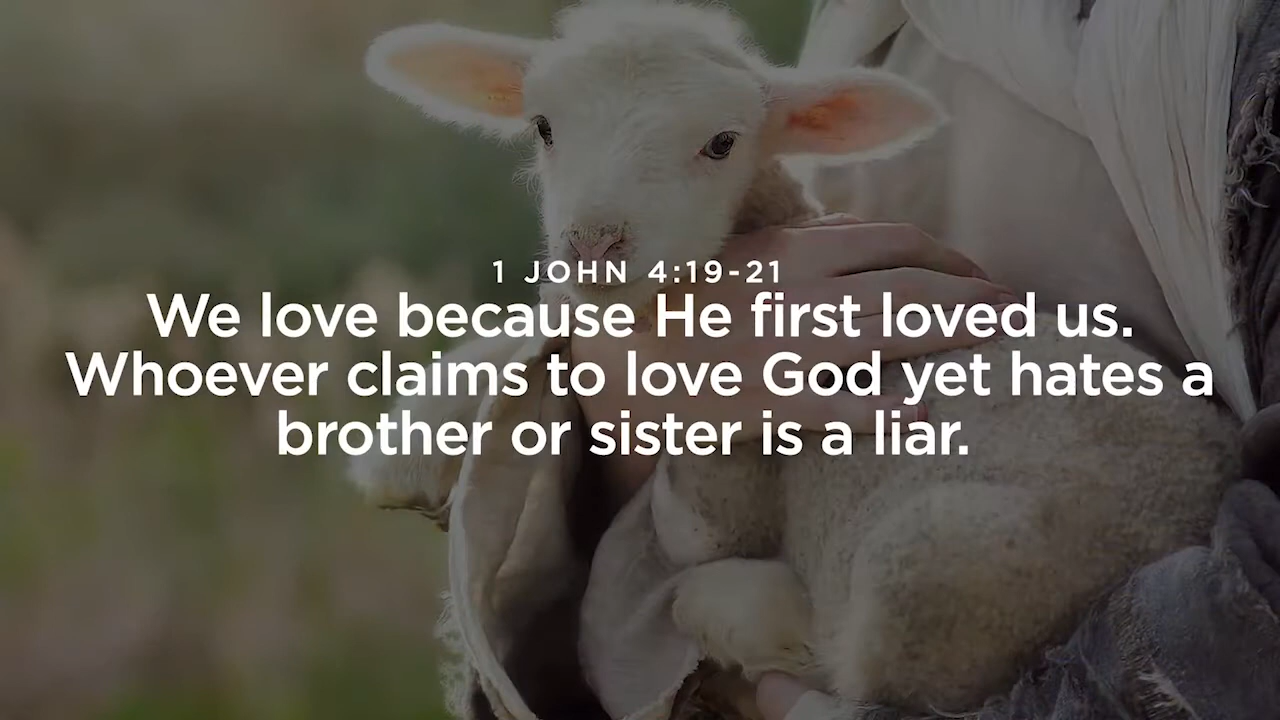 1 JOHN 4:19-21
We love because He first loved us.
Whoever claims to love God yet hates a
brother or sister is a liar.